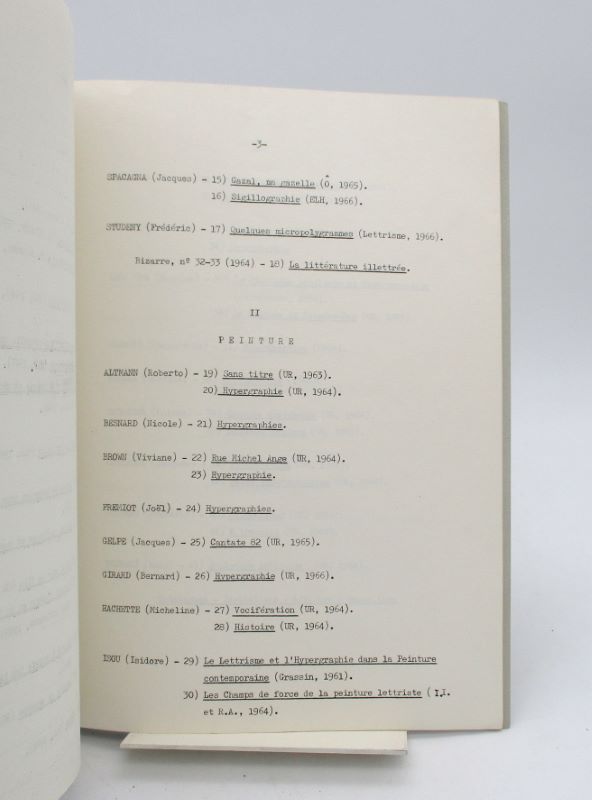 -3-
SPACAGNA (Jacques) - 15) Gazal, ma gazelle (Ô, 1965).
16) Sigillographie (ELH, 1966).
STUDENY (Frédéric) - 17) Quelques micropolygrammes (Lettrisme, 1966).
Bizarre, nº 32-33 (1964) - 18) La littérature illettrée.
II
PEINTURE
ALTMANN (Roberto) - 19) Sans titre (UR, 1963).
20) Hypergraphie (UR, 1964).
BESNARD (Nicole) - 21) Hypergraphies.
BROWN (Viviane) - 22) Rue Michel Ange (UR, 1964).
23) Hypergraphie.
FREMIOT (Joël) - 24) Hypergraphies.
GELPE (Jacques) - 25) Cantate 82 (UR, 1965).
GIRARD (Bernard) - 26) Hypergraphie (UR, 1966).
HACHETTE (Micheline) - 27) Vocifération (UR, 1964).
28) Histoire (UR, 1964).
ISOU (Isidore) - 29) Le Lettrisme et l'Hypergraphie dans la Peinture
contemporaine (Grassin, 1961).
30) Les Champs de force de la peinture lettriste ( I.I.
et R.A., 1964).